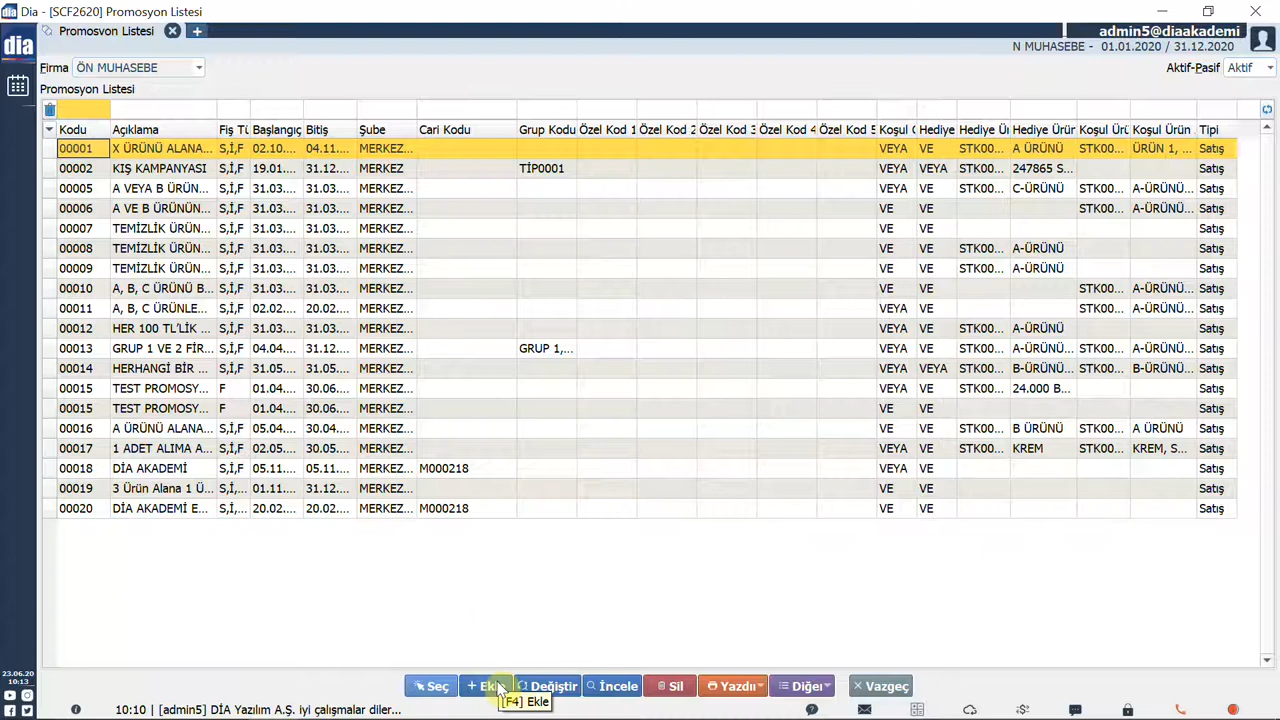 Dia - [SCF2620] Promosyon Listesi
dia Promosyon Listesi
admin5@diaakademi
N MUHASEBE - 01.01.2020 / 31.12.2020
Firma ÖN MUHASEBE Aktif-Pasif Aktif
Promosyon Listesi
Kodu Açıklama Fiş Tü Başlangıç Bitiş Şube Cari Kodu Grup Kodu Özel Kod 1 Özel Kod 2 Özel Kod 3 Özel Kod 4 Özel Kod 5 Koşul Hediye Hediye Ür Hediye Ürün Koşul Ürü Koşul Ürün Tipi
00001 X ÜRÜNÜ ALANA... S,İ,F 02.10.... 04.11.... MERKEZ... VEYA VE STK00... A ÜRÜNÜ STK00... ÜRÜN 1, ... Satış
00002 KIŞ KAMPANYASI S,İ,F 19.01.... 31.12.... MERKEZ TİP0001 VEYA VEYA STK00... 247865 S... Satış
00005 A VEYA B ÜRÜN... S,İ,F 31.03.... 31.03.... MERKEZ... VEYA VE STK00... C-ÜRÜNÜ STK00... A-ÜRÜNÜ... Satış
00006 A VE B ÜRÜNÜN... S,İ,F 31.03.... 31.03.... MERKEZ... VE VE STK00... A-ÜRÜNÜ... Satış
00007 TEMİZLİK ÜRÜN... S,İ,F 31.03.... 31.03.... MERKEZ... VE VE Satış
00008 TEMİZLİK ÜRÜN... S,İ,F 31.03.... 31.03.... MERKEZ... VE VE STK00... A-ÜRÜNÜ Satış
00009 TEMİZLİK ÜRÜN... S,İ,F 31.03.... 31.03.... MERKEZ... VE VE STK00... A-ÜRÜNÜ Satış
00010 A, B, C ÜRÜNÜ B... S,İ,F 31.03.... 31.03.... MERKEZ... VE VE STK00... A-ÜRÜNÜ... Satış
00011 A, B, C ÜRÜNLE... S,İ,F 02.02.... 20.02.... MERKEZ... VE VE STK00... A-ÜRÜNÜ... Satış
00012 HER 100 TL'LİK ... S,İ,F 31.03.... 31.03.... MERKEZ... VE VE STK00... A-ÜRÜNÜ Satış
00013 GRUP 1 VE 2 FİR... S,İ,F 04.04.... 31.12.... MERKEZ... GRUP 1,... VEYA VE STK00... A-ÜRÜNÜ... STK00... A-ÜRÜNÜ... Satış
00014 HERHANGİ BİR ... S,İ,F 31.05.... 31.05.... MERKEZ... VEYA VEYA STK00... B-ÜRÜNÜ... STK00... B-ÜRÜNÜ... Satış
00015 TEST PROMOSY... F 01.04.... 30.06.... MERKEZ... VEYA VE STK00... 24.000 B... Satış
00015 TEST PROMOSY... F 01.04.... 30.06.... MERKEZ... VE VE Satış
00016 A ÜRÜNÜ ALANA... S,İ,F 05.04.... 30.04.... MERKEZ... VE VE STK00... B ÜRÜNÜ STK00... A ÜRÜNÜ Satış
00017 1 ADET ALIMA A... S,İ,F 02.05.... 30.05.... MERKEZ... VEYA VE STK00... KREM STK00... KREM, S... Satış
00018 DİA AKADEMİ S,İ,F 05.11.... 05.11.... MERKEZ... M000218 VEYA VE Satış
00019 3 Ürün Alana 1 Ü... S,İ,F 01.11.... 31.12.... MERKEZ... VE VE Satış
00020 DİA AKADEMİ E... S,İ,... 20.02.... 20.02.... MERKEZ... M000218 VE VE Satış
Seç + Ekle Değiştir İncele Sil Yazdır Diğer Vazgeç
[F4] Ekle
23.06.20
10:13
10:10 | [admin5] DİA Yazılım A.Ş. iyi çalışmalar diler...